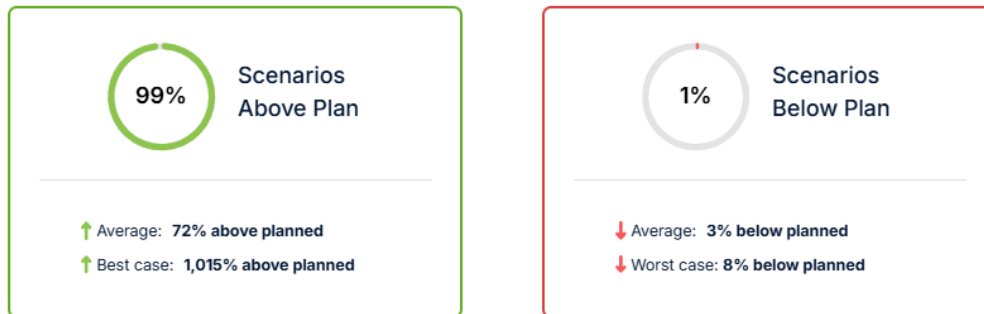 99%
Scenarios
Above Plan
Average: 72% above planned
Best case: 1,015% above planned
1%
Scenarios
Below Plan
Average: 3% below planned
Worst case: 8% below planned